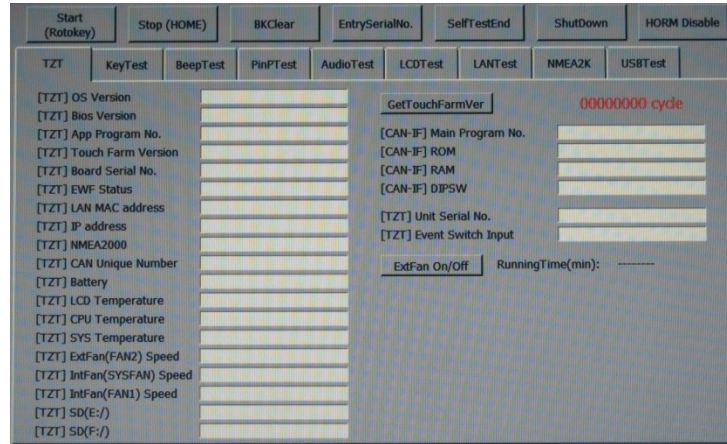 Start (Rotokey)
Stop (HOME)
BKClear
EntrySerialNo.
SelfTestEnd
ShutDown
HORM Disable
TZT
KeyTest
BeepTest
PinPTest
AudioTest
LCDTest
LANTest
NMEA2K
USBTest
[TZT] OS Version
[TZT] Bios Version
[TZT] App Program No.
[TZT] Touch Farm Version
[TZT] Board Serial No.
[TZT] EWF Status
[TZT] LAN MAC address
[TZT] IP address
[TZT] NMEA2000
[TZT] CAN Unique Number
[TZT] Battery
[TZT] LCD Temperature
[TZT] CPU Temperature
[TZT] SYS Temperature
[TZT] ExtFan(FAN2) Speed
[TZT] IntFan(SYSFAN) Speed
[TZT] IntFan(FAN1) Speed
[TZT] SD(E:/)
[TZT] SD(F:/)
GetTouchFarmVer
00000000 cycle
[CAN-IF] Main Program No.
[CAN-IF] ROM
[CAN-IF] RAM
[CAN-IF] DIPSW
[TZT] Unit Serial No.
[TZT] Event Switch Input
ExtFan On/Off
RunningTime(min): --------